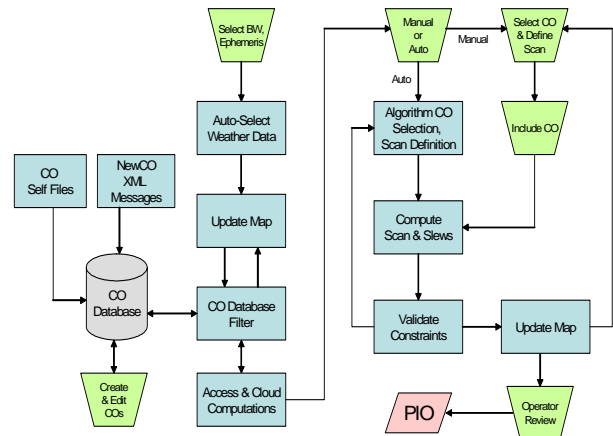 Select BW,
Ephemeris
Auto-Select
Weather Data
CO
Self Files
NewCO
XML
Messages
Update Map
CO
Database
CO Database
Filter
Create
& Edit
COs
Access & Cloud
Computations
Manual
or
Auto
Manual
Auto
Select CO
& Define
Scan
Algorithm CO
Selection,
Scan Definition
Include CO
Compute
Scan & Slews
Validate
Constraints
Update Map
PIO
Operator
Review